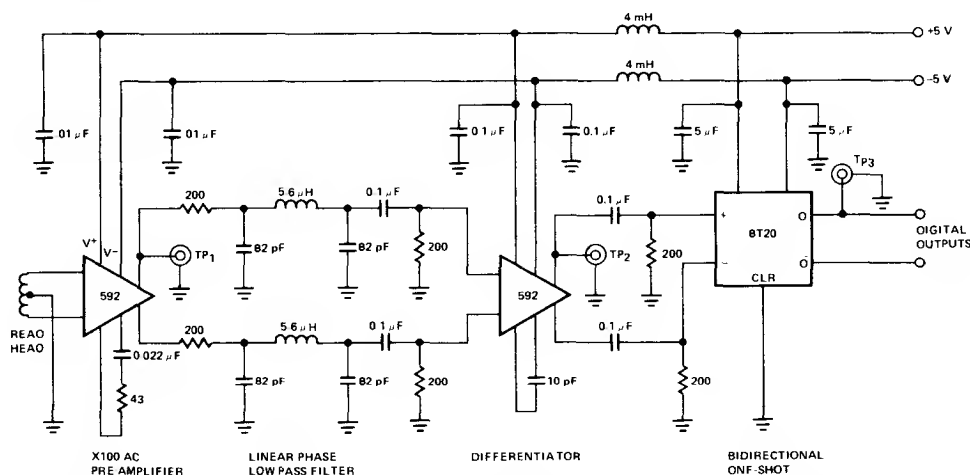 4 mH
+5 V
4 mH
-5 V
01 μF
01 μF
0.1 μF
0.1 μF
5 μF
5 μF
TP3
200
5.6 μH
0.1 μF
0.1 μF
V+
V-
TP1
82 pF
82 pF
200
TP2
200
+
8T20
O
DIGITAL
OUTPUTS
592
592
-
O
CLR
READ
HEAD
200
5.6 μH
0.1 μF
0.1 μF
0.022 μF
43
82 pF
82 pF
200
10 pF
200
X100 AC
PRE AMPLIFIER
LINEAR PHASE
LOW PASS FILTER
DIFFERENTIATOR
BIDIRECTIONAL
ONF-SHOT